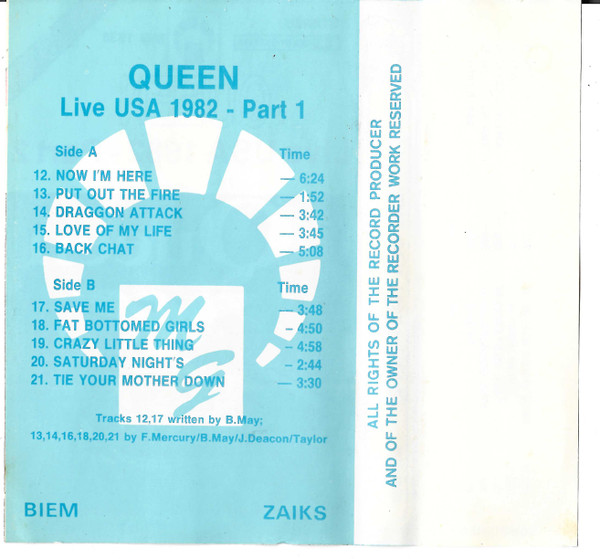 QUEEN
Live USA 1982 - Part 1
Side A Time
12. NOW I'M HERE — 6:24
13. PUT OUT THE FIRE — 1:52
14. DRAGGON ATTACK — 3:42
15. LOVE OF MY LIFE — 3:45
16. BACK CHAT — 5:08
Side B Time
17. SAVE ME — 3:48
18. FAT BOTTOMED GIRLS – 4:50
19. CRAZY LITTLE THING – 4:58
20. SATURDAY NIGHT'S – 2:44
21. TIE YOUR MOTHER DOWN — 3:30
MG
Tracks 12,17 written by B.May;
13,14,16,18,20,21 by F.Mercury/B.May/J.Deacon/Taylor
BIEM ZAIKS
ALL RIGHTS OF THE RECORD PRODUCER
AND OF THE OWNER OF THE RECORDER WORK RESERVED